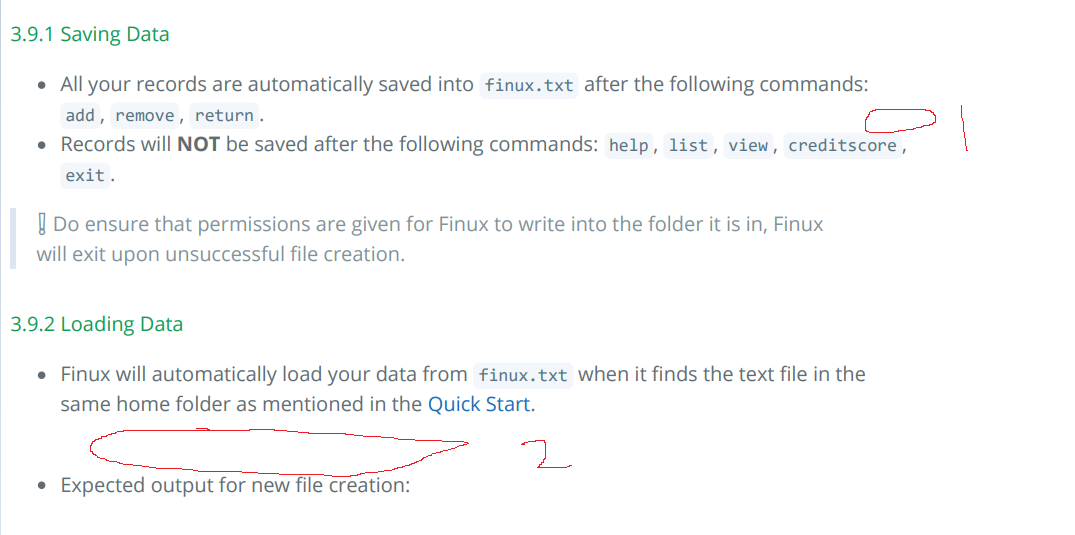 3.9.1 Saving Data
• All your records are automatically saved into finux.txt after the following commands:
add, remove, return.
1
• Records will NOT be saved after the following commands: help, list, view, creditscore,
exit.
! Do ensure that permissions are given for Finux to write into the folder it is in, Finux
will exit upon unsuccessful file creation.
3.9.2 Loading Data
• Finux will automatically load your data from finux.txt when it finds the text file in the
same home folder as mentioned in the Quick Start.
2
• Expected output for new file creation: